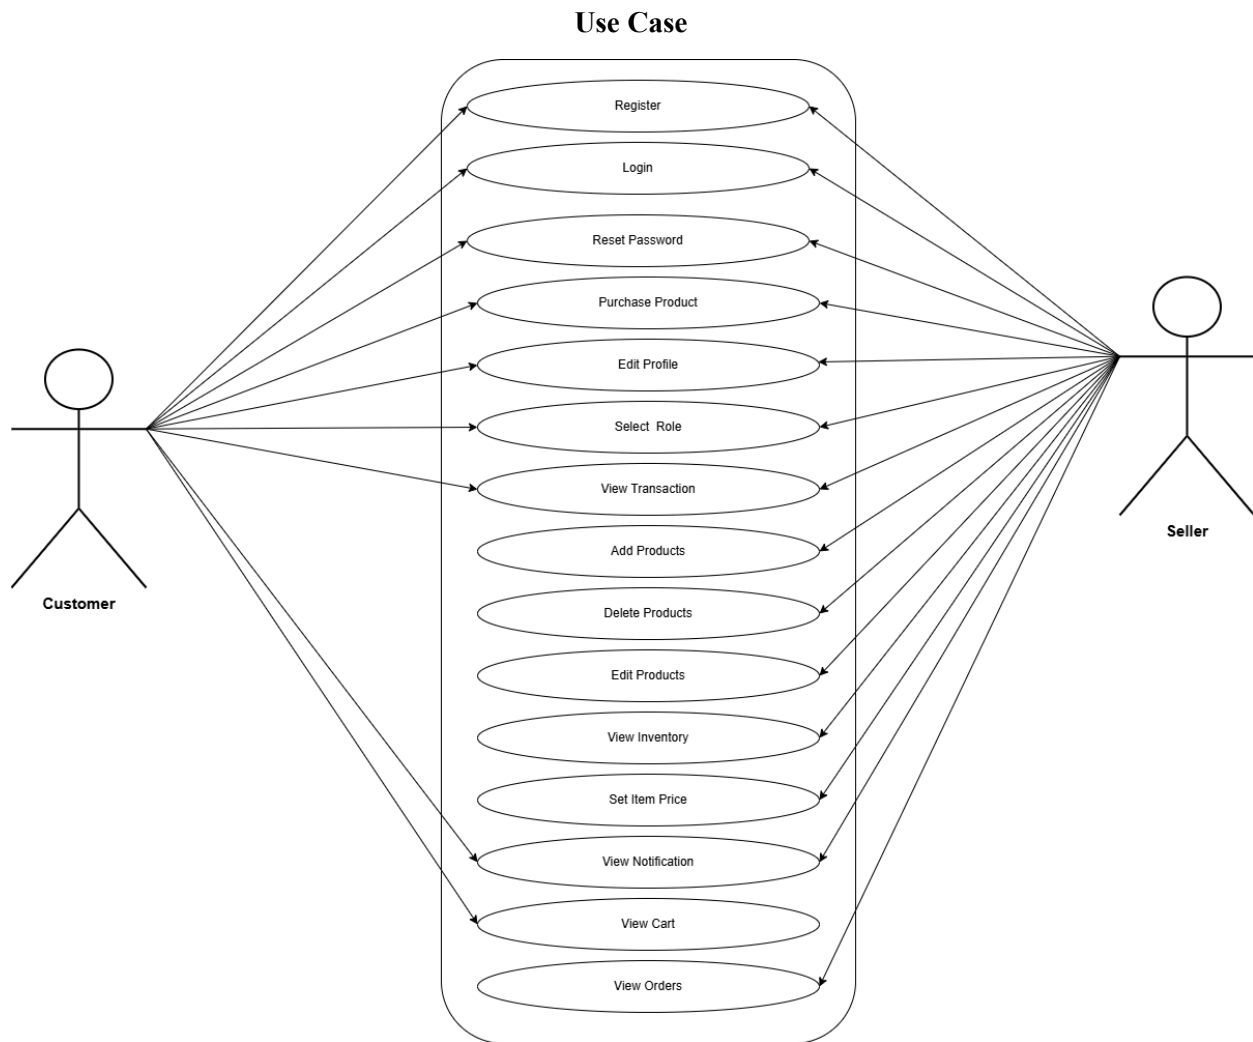 Use Case
Register
Login
Reset Password
Purchase Product
Edit Profile
Select  Role
View Transaction
Add Products
Delete Products
Edit Products
View Inventory
Set Item Price
View Notification
View Cart
View Orders
Customer
Seller